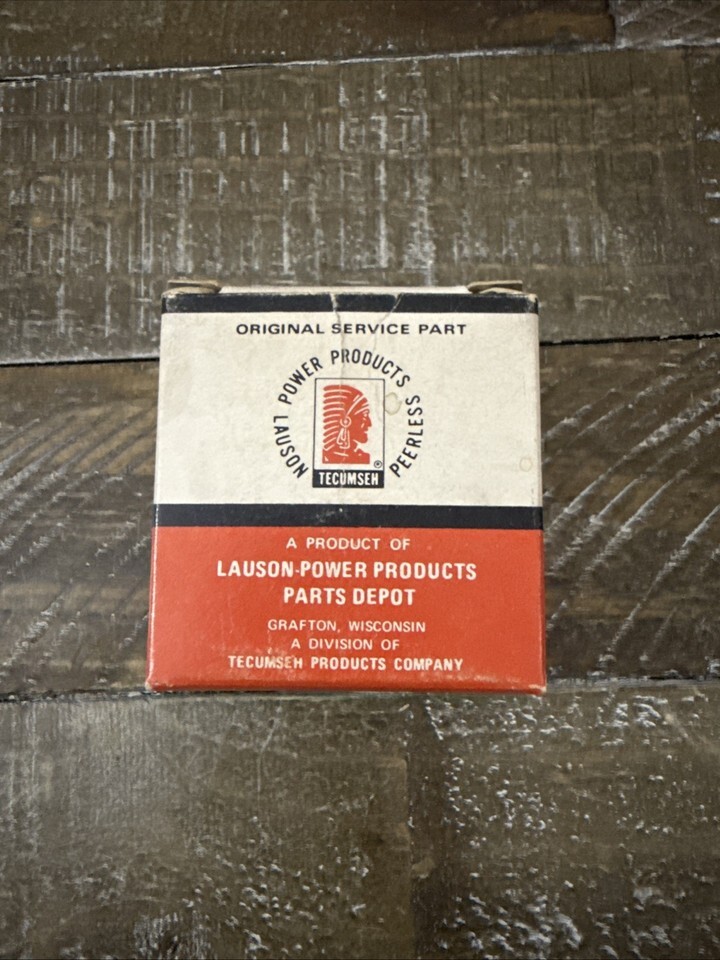 ORIGINAL SERVICE PART
LAUSON POWER PRODUCTS PEERLESS
TECUMSEH
®
A PRODUCT OF
LAUSON-POWER PRODUCTS
PARTS DEPOT
GRAFTON, WISCONSIN
A DIVISION OF
TECUMSEH PRODUCTS COMPANY